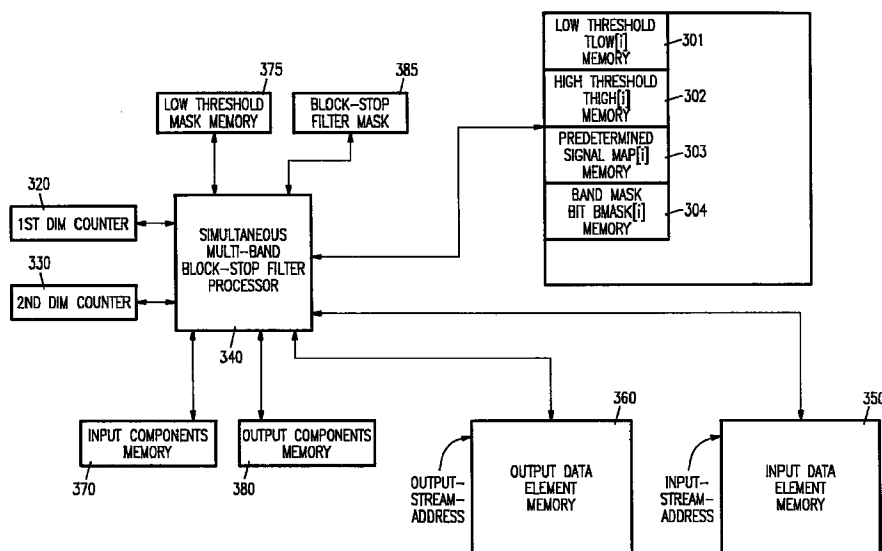 LOW THRESHOLD
TLOW[i]
MEMORY
301
HIGH THRESHOLD
THIGH[i]
MEMORY
302
PREDETERMINED
SIGNAL MAP[i]
MEMORY
303
BAND MASK
BIT BMASK[i]
MEMORY
304
375
LOW THRESHOLD
MASK MEMORY
385
BLOCK-STOP
FILTER MASK
320
1ST DIM COUNTER
330
2ND DIM COUNTER
SIMULTANEOUS
MULTI-BAND
BLOCK-STOP FILTER
PROCESSOR
340
INPUT COMPONENTS
MEMORY
370
OUTPUT COMPONENTS
MEMORY
380
360
OUTPUT-
STREAM-
ADDRESS
OUTPUT DATA
ELEMENT
MEMORY
350
INPUT-
STREAM-
ADDRESS
INPUT DATA
ELEMENT
MEMORY